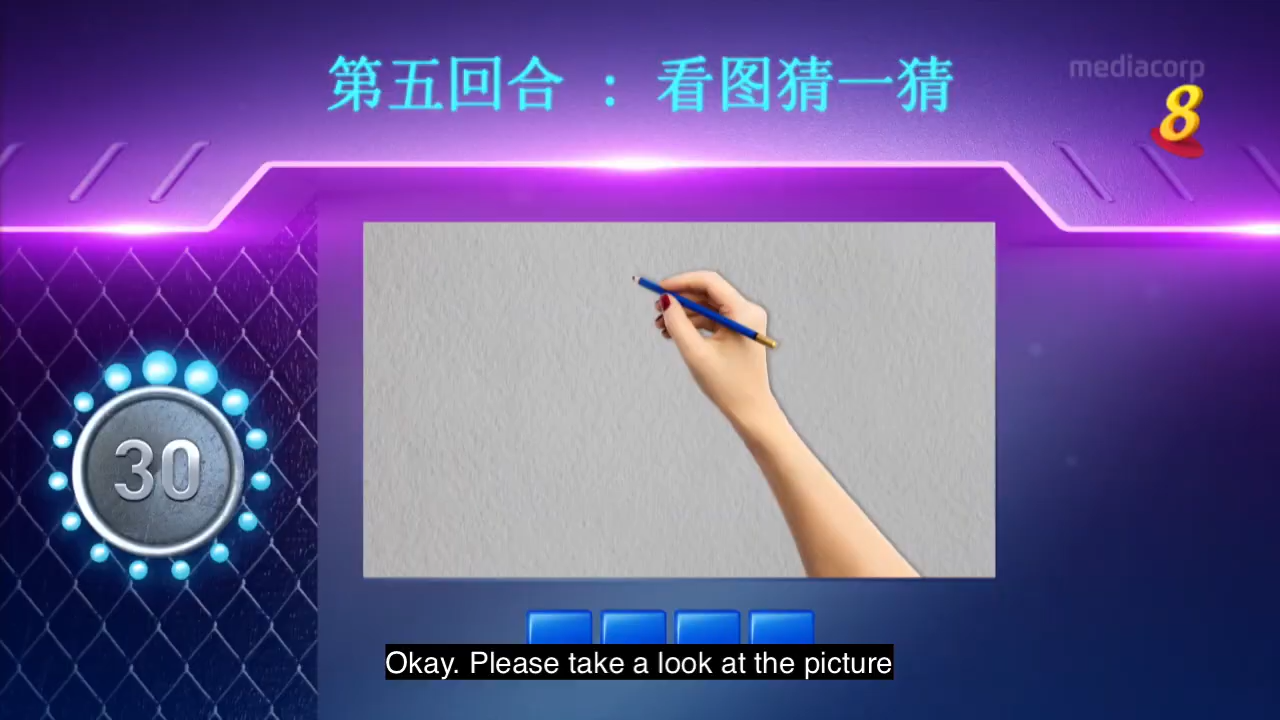 第五回合：看图猜一猜
mediacorp
8
30
Okay. Please take a look at the picture